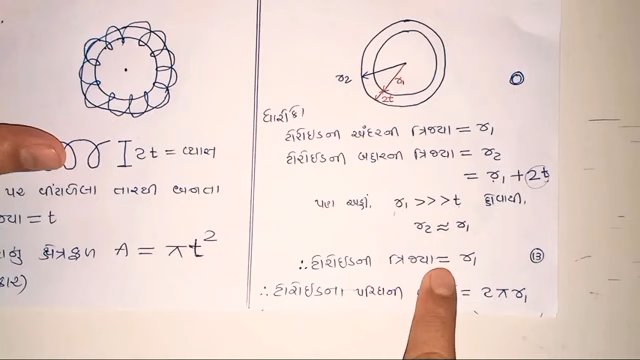 2t = વ્યાસ
પર વીંટાળેલા તારથી બનતા
જ્યા = t
નું ક્ષેત્રફળ A = πt²
કાર)
r₂
r₁
2t
ધારો કે!
ટોરોઇડની અંદરની ત્રિજ્યા = r₁
ટોરોઇડની બહારની ત્રિજ્યા = r₂
= r₁ + 2t
પણ અહીં, r₁ >>> t હોવાથી,
r₂ ≈ r₁
∴ ટોરોઇડની ત્રિજ્યા = r₁ ⑬
∴ ટોરોઇડના પરિઘની = 2πr₁